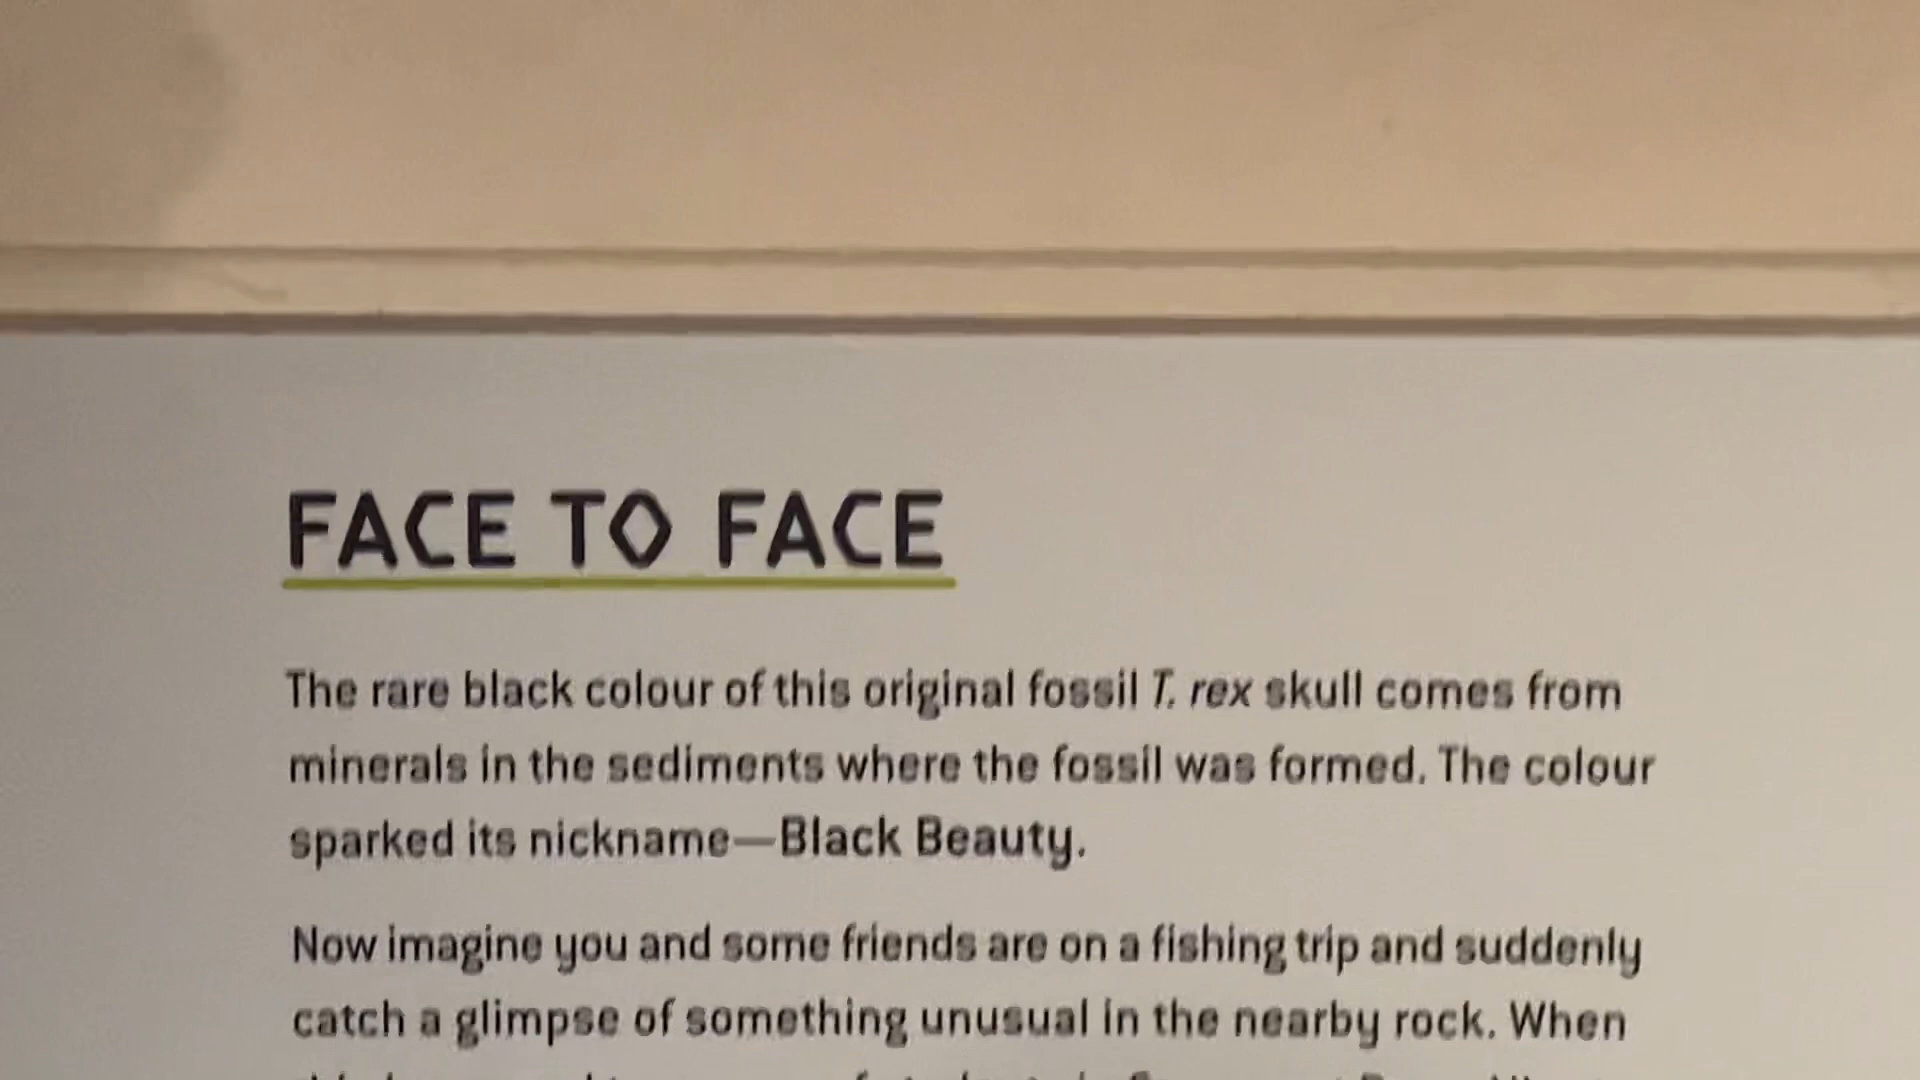 FACE TO FACE
The rare black colour of this original fossil T. rex skull comes from
minerals in the sediments where the fossil was formed. The colour
sparked its nickname—Black Beauty.
Now imagine you and some friends are on a fishing trip and suddenly
catch a glimpse of something unusual in the nearby rock. When